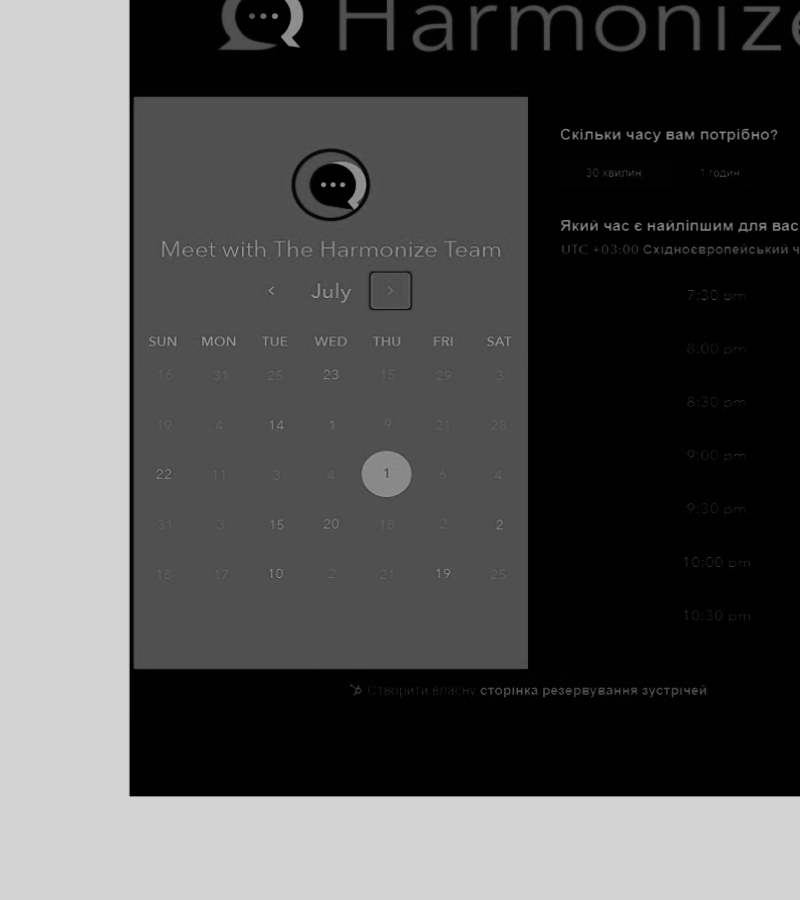 Harmonize
Meet with The Harmonize Team
July
SUN MON TUE WED THU FRI SAT
16 31 25 23 15 29 3
19 4 14 1 9 21 28
22 11 3 4 1 6 4
31 3 15 20 18 2 2
18 17 10 2 21 19 25
Скільки часу вам потрібно?
30 хвилин 1 годин
Який час є найліпшим для вас
UTC +03:00 Східноєвропейський ч
7:30 pm
8:00 pm
8:30 pm
9:00 pm
9:30 pm
10:00 pm
10:30 pm
Створити власну сторінка резервування зустрічей